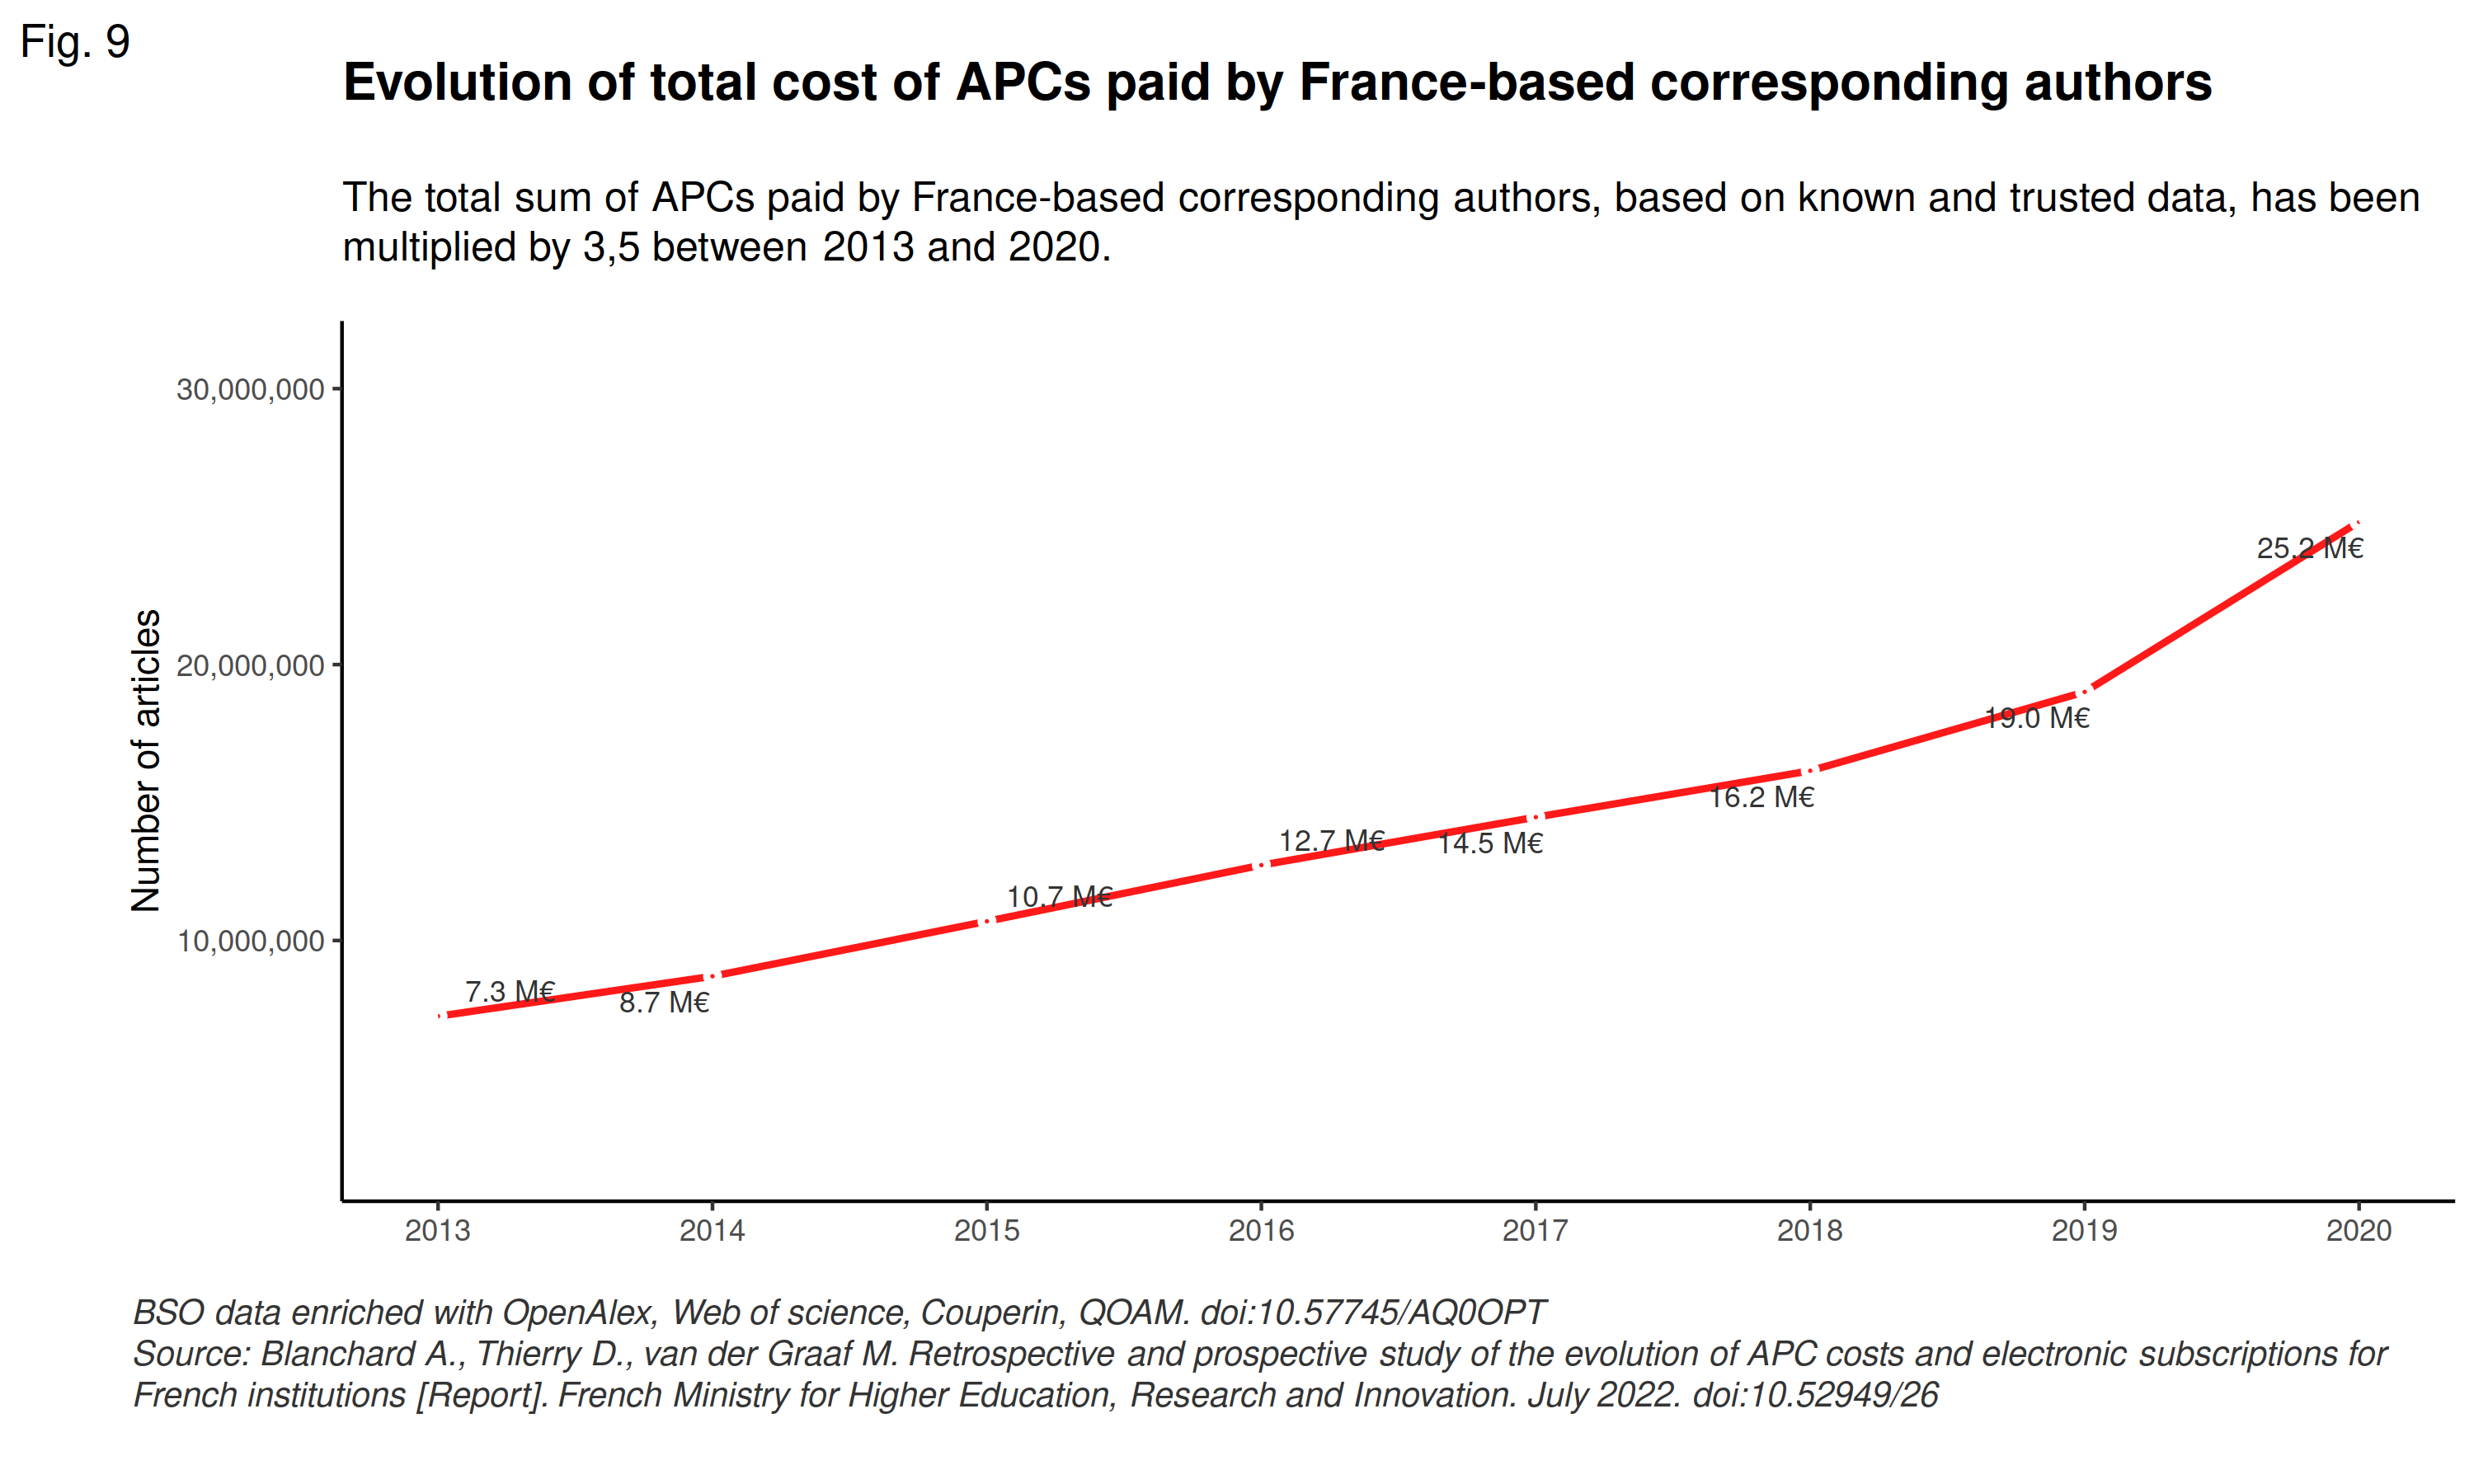 Fig. 9
Evolution of total cost of APCs paid by France-based corresponding authors
The total sum of APCs paid by France-based corresponding authors, based on known and trusted data, has been
multiplied by 3,5 between 2013 and 2020.
Number of articles
30,000,000
20,000,000
10,000,000
7.3 M€
8.7 M€
10.7 M€
12.7 M€
14.5 M€
16.2 M€
19.0 M€
25.2 M€
2013
2014
2015
2016
2017
2018
2019
2020
BSO data enriched with OpenAlex, Web of science, Couperin, QOAM. doi:10.57745/AQ0OPT
Source: Blanchard A., Thierry D., van der Graaf M. Retrospective and prospective study of the evolution of APC costs and electronic subscriptions for
French institutions [Report]. French Ministry for Higher Education, Research and Innovation. July 2022. doi:10.52949/26